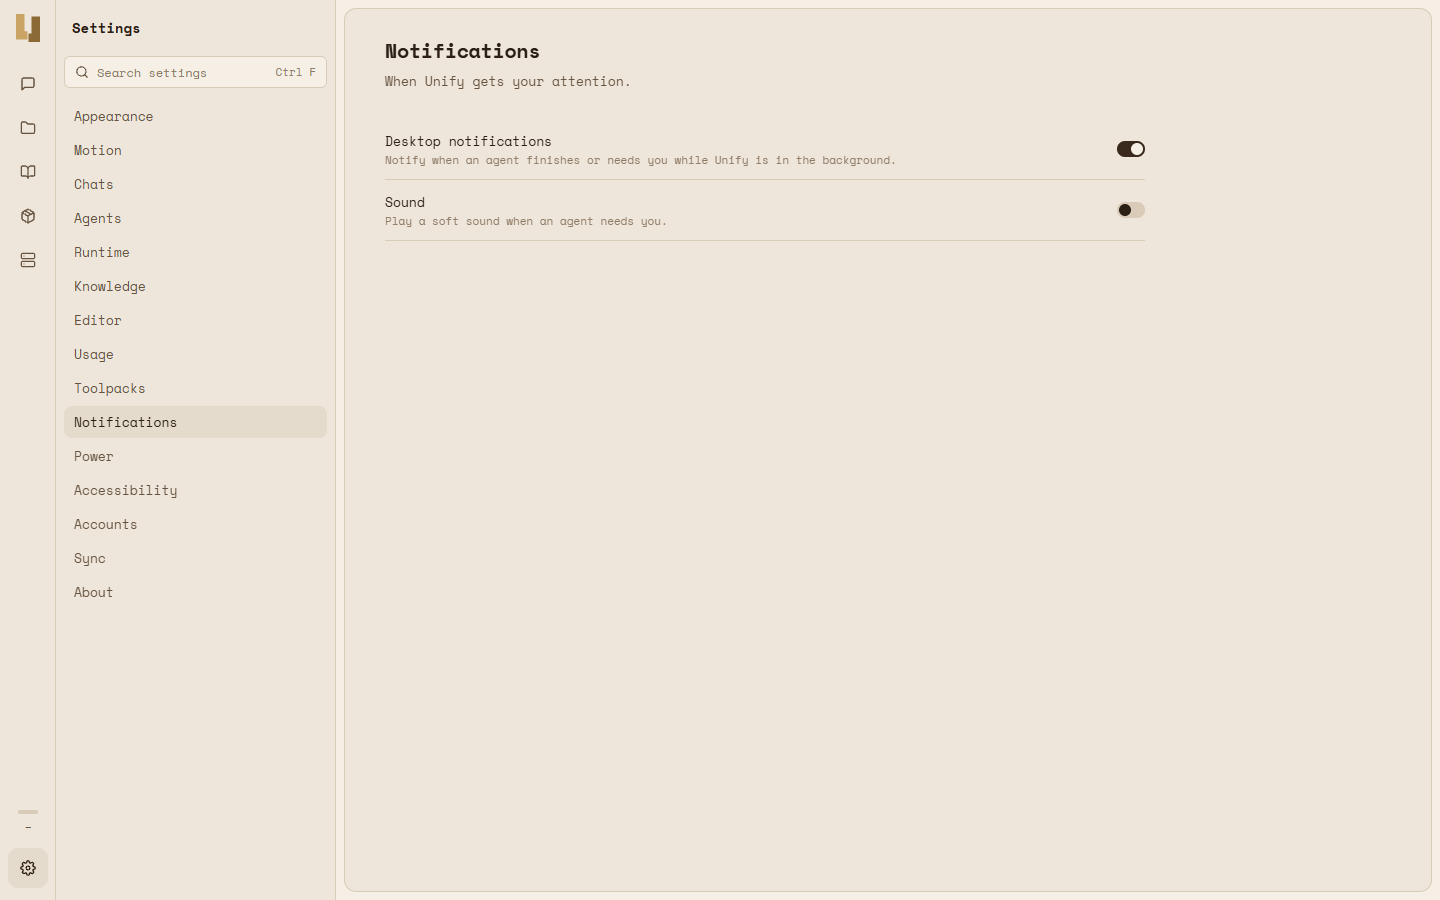 Settings
Search settings Ctrl F
Appearance
Motion
Chats
Agents
Runtime
Knowledge
Editor
Usage
Toolpacks
Notifications
Power
Accessibility
Accounts
Sync
About
–
Notifications
When Unify gets your attention.
Desktop notifications
Notify when an agent finishes or needs you while Unify is in the background.
Sound
Play a soft sound when an agent needs you.